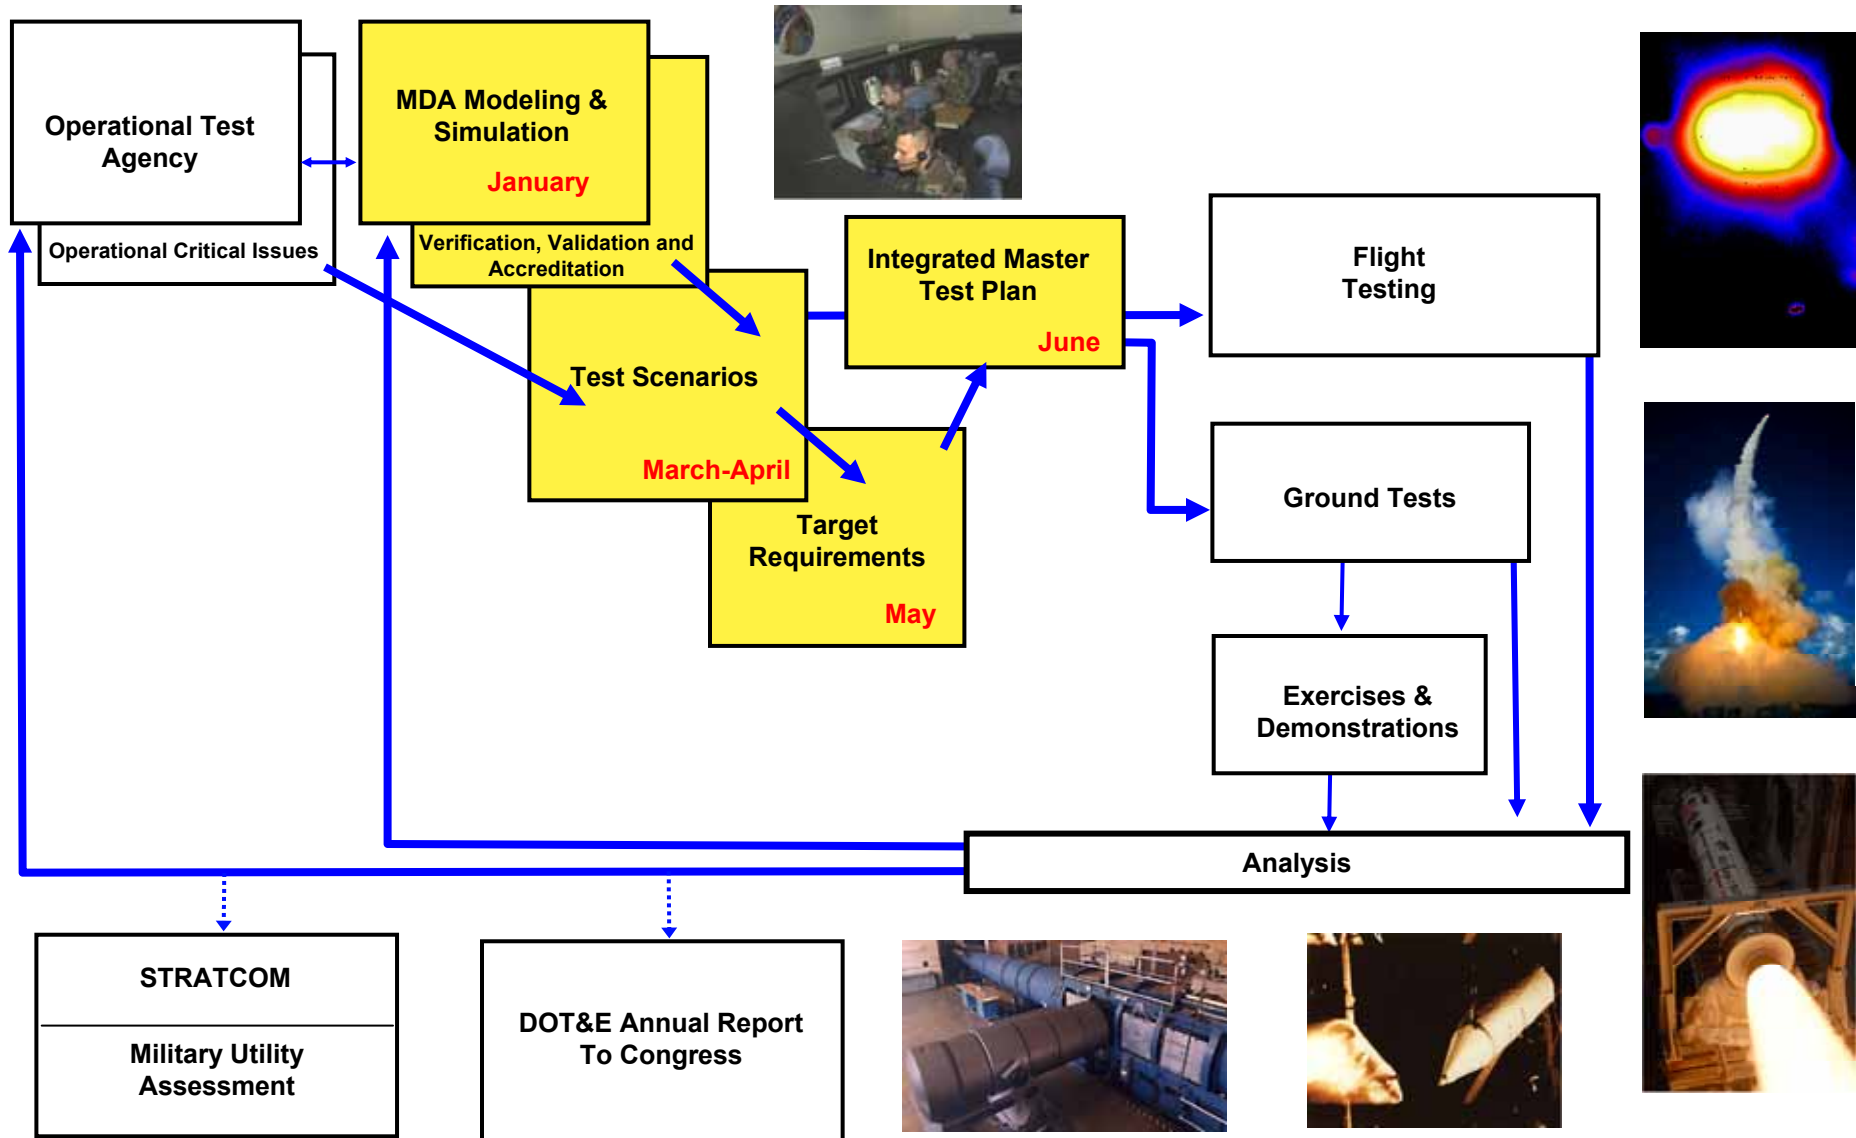 Operational Test
Agency
Operational Critical Issues
MDA Modeling &
Simulation
January
Verification, Validation and
Accreditation
Test Scenarios
March-April
Target
Requirements
May
Integrated Master
Test Plan
June
Flight
Testing
Ground Tests
Exercises &
Demonstrations
Analysis
STRATCOM
Military Utility
Assessment
DOT&E Annual Report
To Congress